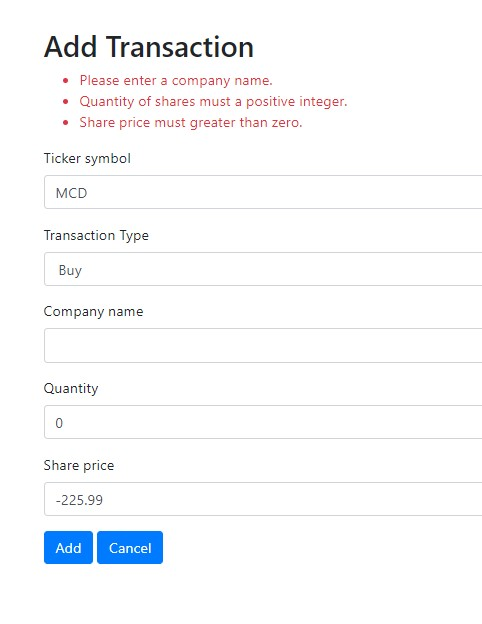 Add Transaction
Please enter a company name.
Quantity of shares must a positive integer.
Share price must greater than zero.
Ticker symbol
MCD
Transaction Type
Buy
Company name
Quantity
0
Share price
-225.99
Add Cancel